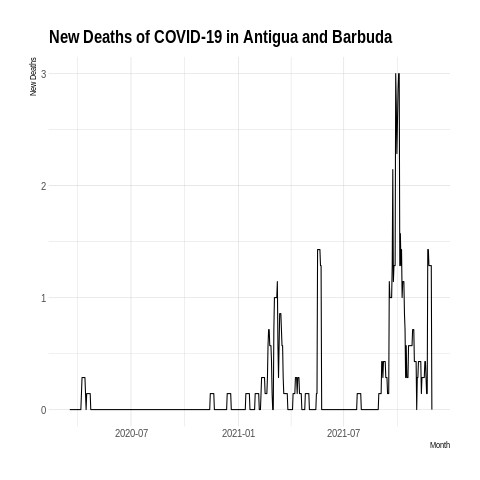 New Deaths of COVID-19 in Antigua and Barbuda
New Deaths
3
2
1
0
2020-07 2021-01 2021-07
Month